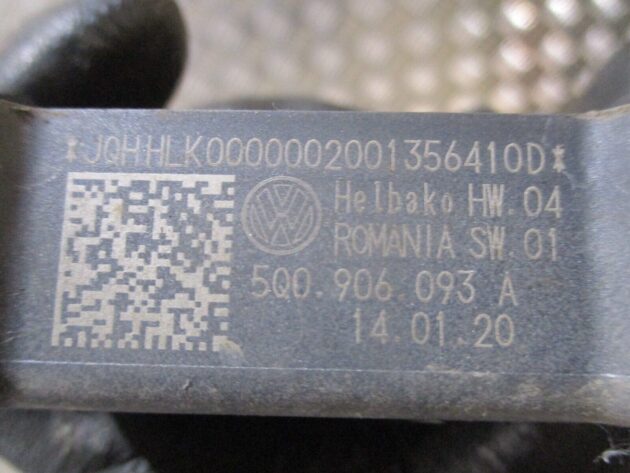 *JQHHLK0000002001356410D*
Helbako HW.04
ROMANIA SW.01
5Q0.906.093 A
14.01.20